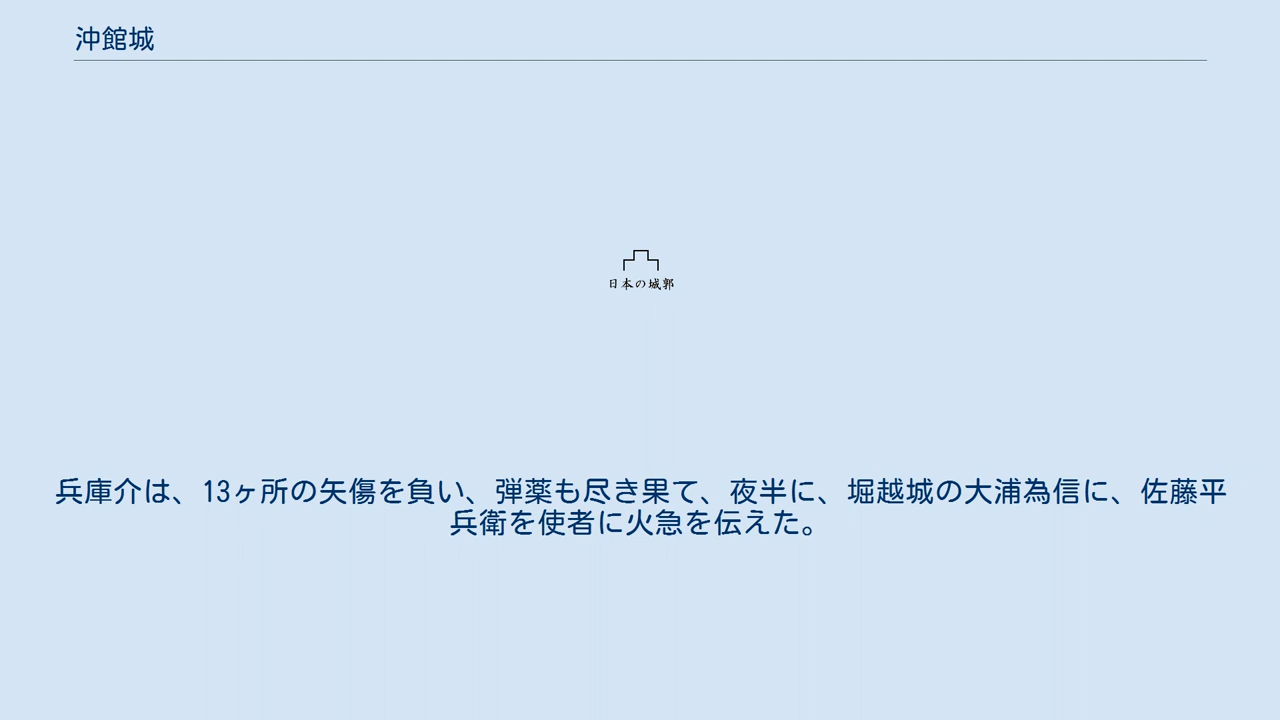 沖館城
日本の城郭
兵庫介は、13ヶ所の矢傷を負い、弾薬も尽き果て、夜半に、堀越城の大浦為信に、佐藤平
兵衛を使者に火急を伝えた。